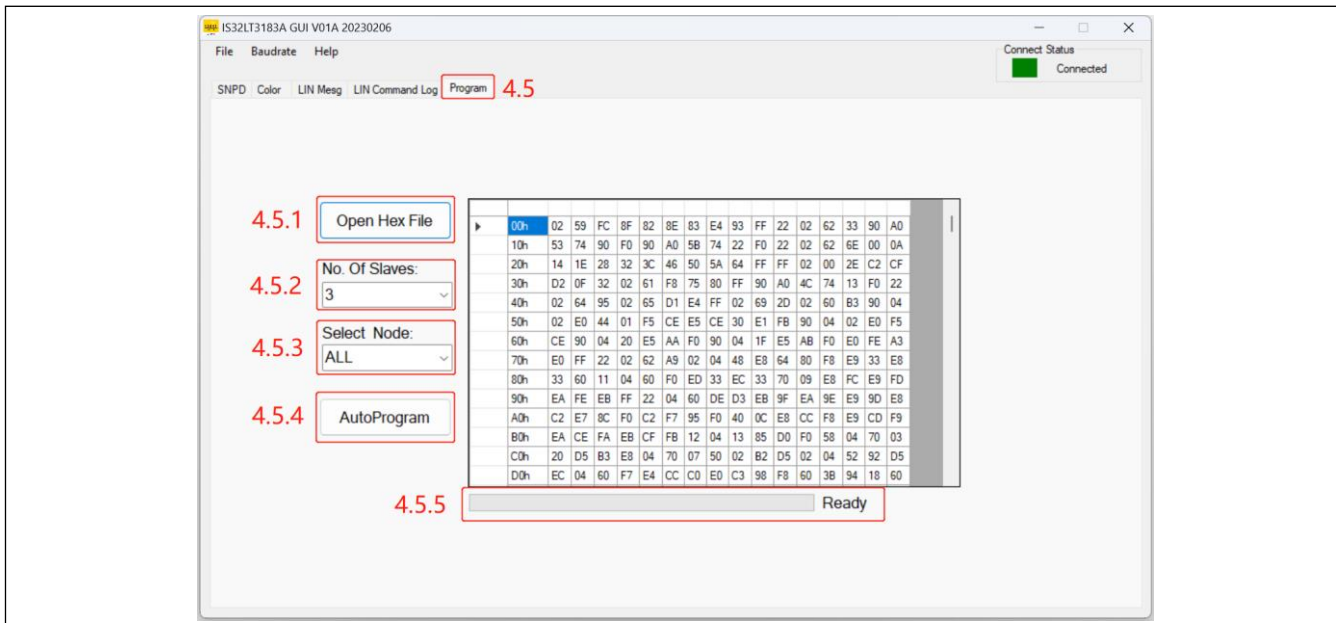 IS32LT3183A GUI V01A 20230206
File Baudrate Help
Connect Status
Connected
SNPD Color LIN Mesg LIN Command Log Program 4.5
4.5.1 Open Hex File
4.5.2 No. Of Slaves:
3
4.5.3 Select Node:
ALL
4.5.4 AutoProgram
00h 02 59 FC 8F 82 8E 83 E4 93 FF 22 02 62 33 90 A0
10h 53 74 90 F0 90 A0 5B 74 22 F0 22 02 62 6E 00 0A
20h 14 1E 28 32 3C 46 50 5A 64 FF FF 02 00 2E C2 CF
30h D2 0F 32 02 61 F8 75 80 FF 90 A0 4C 74 13 F0 22
40h 02 64 95 02 65 D1 E4 FF 02 69 2D 02 60 B3 90 04
50h 02 E0 44 01 F5 CE E5 CE 30 E1 FB 90 04 02 E0 F5
60h CE 90 04 20 E5 AA F0 90 04 1F E5 AB F0 E0 FE A3
70h E0 FF 22 02 62 A9 02 04 48 E8 64 80 F8 E9 33 E8
80h 33 60 11 04 60 F0 ED 33 EC 33 70 09 E8 FC E9 FD
90h EA FE EB FF 22 04 60 DE D3 EB 9F EA 9E E9 9D E8
A0h C2 E7 8C F0 C2 F7 95 F0 40 0C E8 CC F8 E9 CD F9
B0h EA CE FA EB CF FB 12 04 13 85 D0 F0 58 04 70 03
C0h 20 D5 B3 E8 04 70 07 50 02 B2 D5 02 04 52 92 D5
D0h EC 04 60 F7 E4 CC C0 E0 C3 98 F8 60 3B 94 18 60
4.5.5 Ready